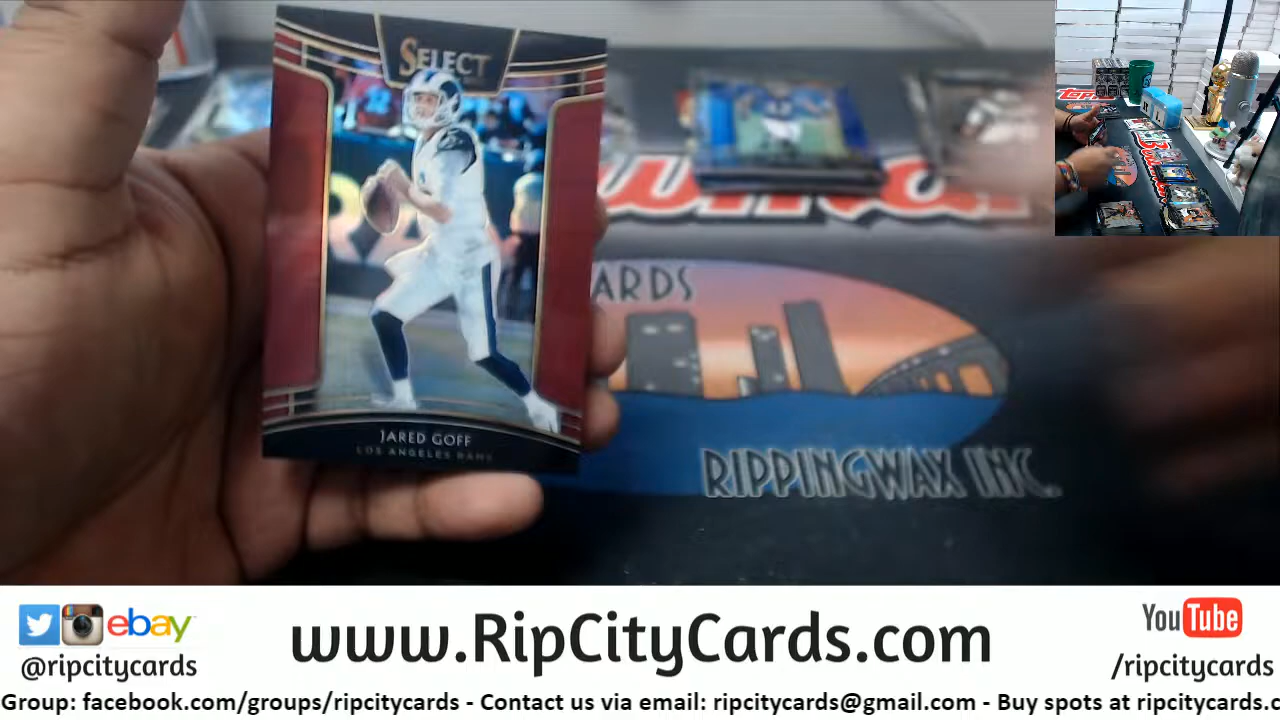 SELECT
JARED GOFF
LOS ANGELES RAMS
ARDS
RIPPINGWAX INC.
topps
ebay
www.RipCityCards.com
YouTube
@ripcitycards
/ripcitycards
Group: facebook.com/groups/ripcitycards - Contact us via email: ripcitycards@gmail.com - Buy spots at ripcitycards.c